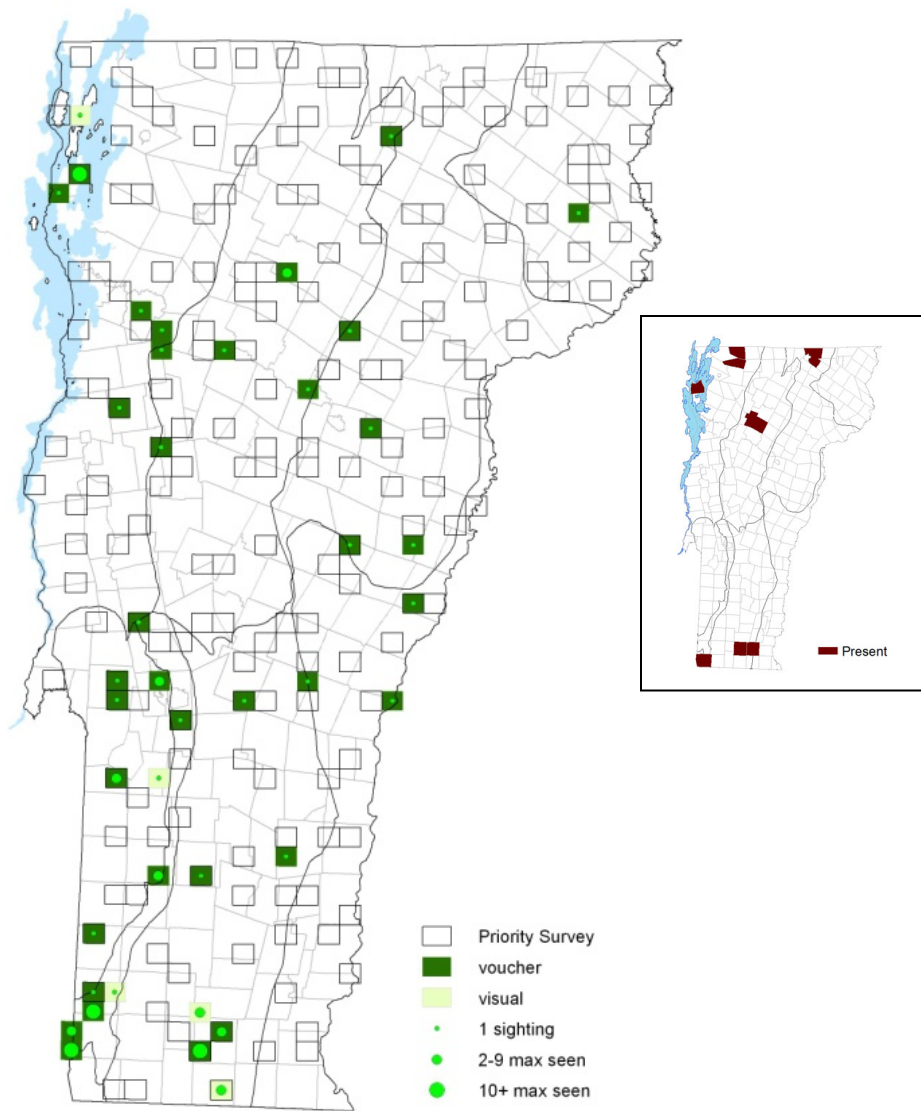 Present
Priority Survey
voucher
visual
1 sighting
2-9 max seen
10+ max seen